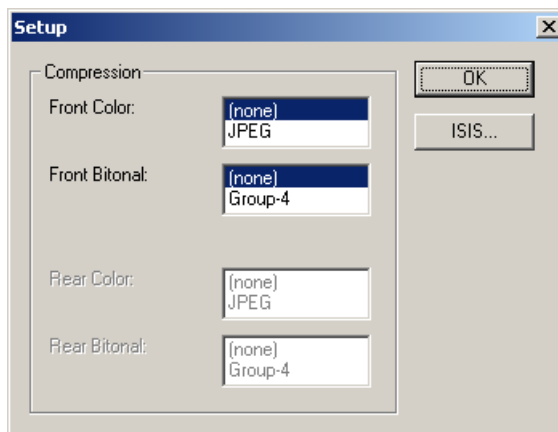 Setup
Compression
Front Color:
(none)
JPEG
Front Bitonal:
(none)
Group-4
Rear Color:
(none)
JPEG
Rear Bitonal:
(none)
Group-4
OK
ISIS...